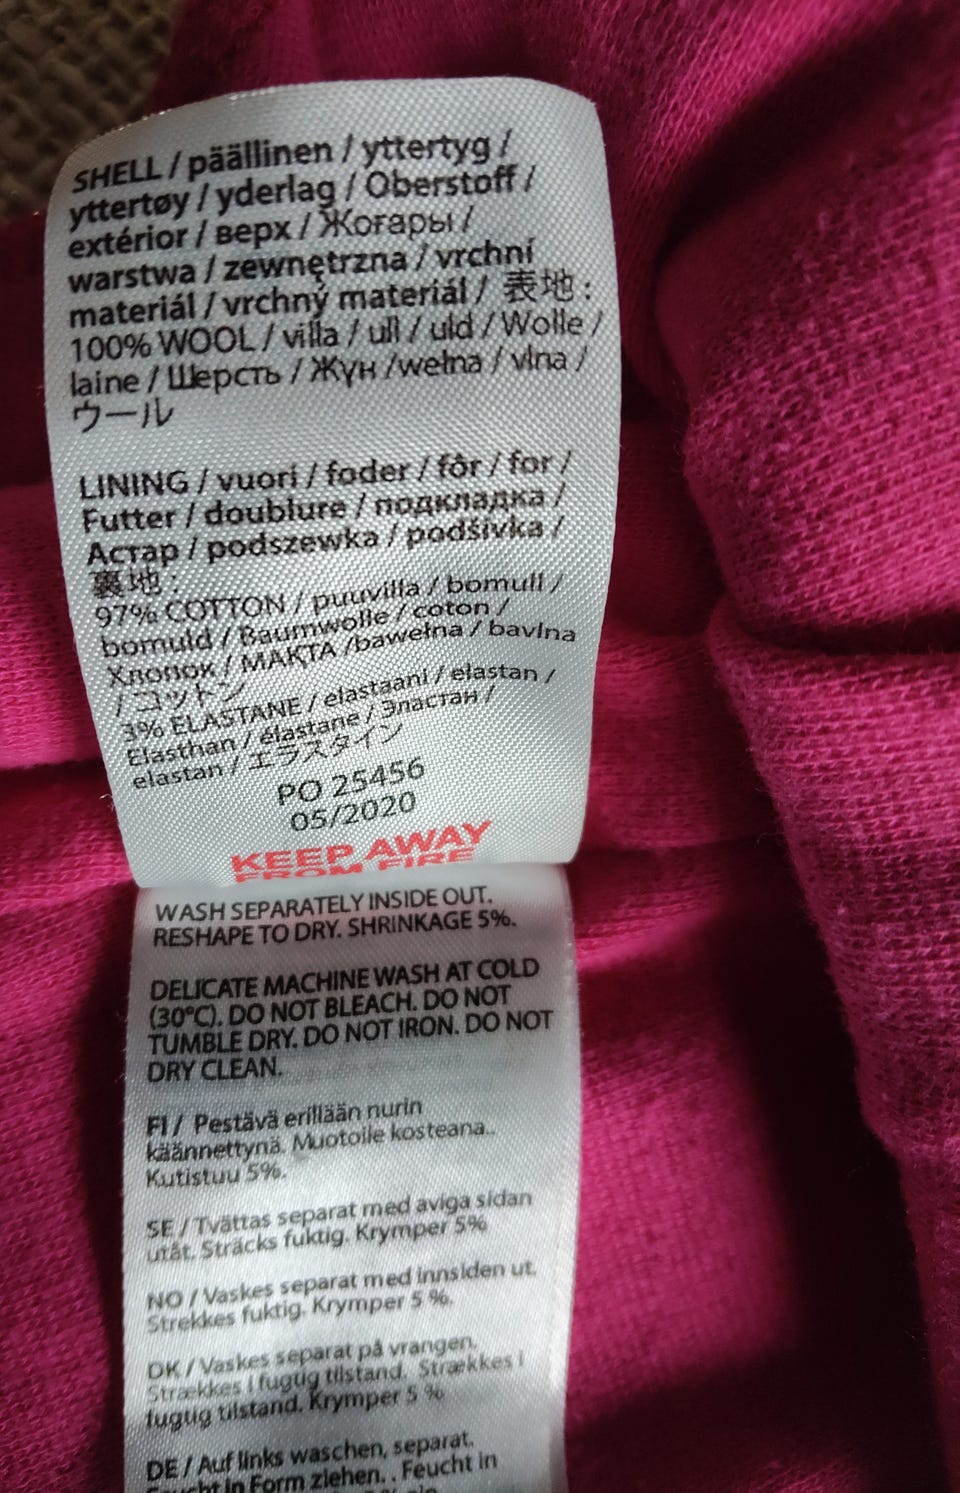 SHELL / päällinen / yttertyg /
yttertøy / yderlag / Oberstoff /
extérior / верх / Жоғары /
warstwa / zewnętrzna / vrchní
materiál / vrchný materiál / 表地 :
100% WOOL / villa / ull / uld / Wolle /
laine / Шерсть / Жүн /wełna / vlna /
ウール
LINING / vuori / foder / fôr / for /
Futter / doublure / подкладка /
Астар / podszewka / podšívka /
裏地 :
97% COTTON / puuvilla / bomull /
bomuld / Baumwolle / coton /
Хлопок / МАҚТА /bawełna / bavlna
/ コットン
3% ELASTANE / elastaani / elastan /
Elasthan / élastane / Эластан /
elastan / エラスタイン
PO 25456
05/2020
KEEP AWAY
FROM FIRE
WASH SEPARATELY INSIDE OUT.
RESHAPE TO DRY. SHRINKAGE 5%.
DELICATE MACHINE WASH AT COLD
(30°C). DO NOT BLEACH. DO NOT
TUMBLE DRY. DO NOT IRON. DO NOT
DRY CLEAN.
FI / Pestävä erillään nurin
käännettynä. Muotoile kosteana..
Kutistuu 5%.
SE / Tvättas separat med aviga sidan
utåt. Sträcks fuktig. Krymper 5%
NO / Vaskes separat med innsiden ut.
Strekkes fuktig. Krymper 5 %.
DK / Vaskes separat på vrangen.
Strækkes I fugtig tilstand. Strækkes I
fugtig tilstand. Krymper 5 %
DE / Auf links waschen, separat.
Feucht in Form ziehen. . Feucht in